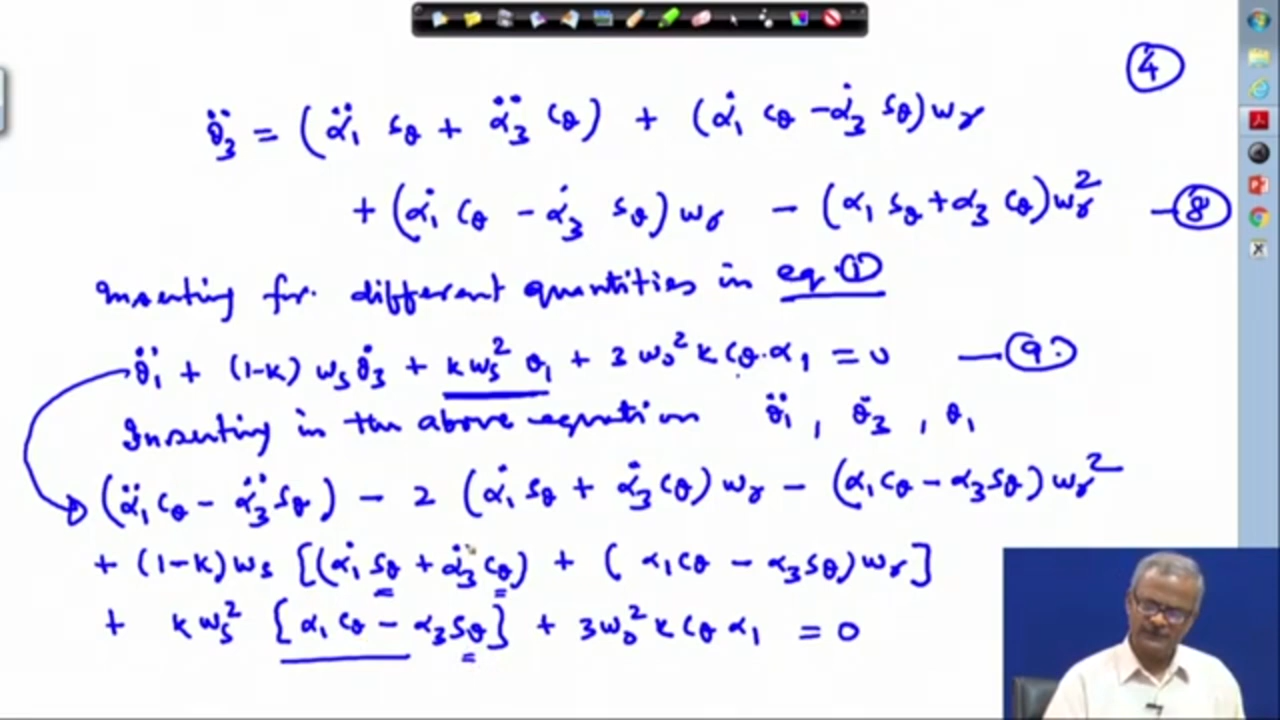 ④
θ̈₃ = (α̈₁ sθ + α̈₃ cθ) + (α̇₁ cθ - α̇₃ sθ) ωᵣ
+ (α̇₁ cθ - α̇₃ sθ) ωᵣ - (α₁ sθ + α₃ cθ) ωᵣ² - ⑧
Inserting for different quantities in eq. ①
θ̈₁ + (1-k) ωₛ θ̇₃ + k ωₛ² θ₁ + 3 ω₀² k cθ · α₁ = 0 - ⑨
Inserting in the above equation θ̈₁, θ̇₃, θ₁
(α̈₁ cθ - α̈₃ sθ) - 2 (α̇₁ sθ + α̇₃ cθ) ωᵣ - (α₁ cθ - α₃ sθ) ωᵣ²
+ (1-k) ωₛ [(α̇₁ sθ + α̇₃ cθ) + (α₁ cθ - α₃ sθ) ωᵣ]
+ k ωₛ² [α₁ cθ - α₃ sθ] + 3 ω₀² k cθ α₁ = 0